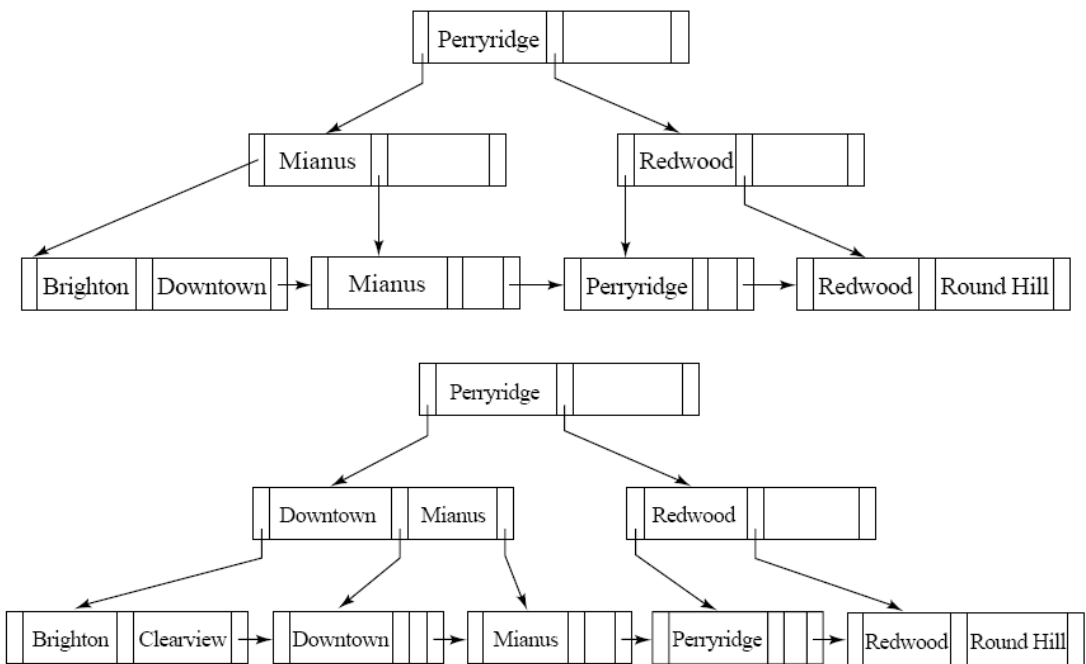 Perryridge
Mianus Redwood
Brighton Downtown Mianus Perryridge Redwood Round Hill
Perryridge
Downtown Mianus Redwood
Brighton Clearview Downtown Mianus Perryridge Redwood Round Hill